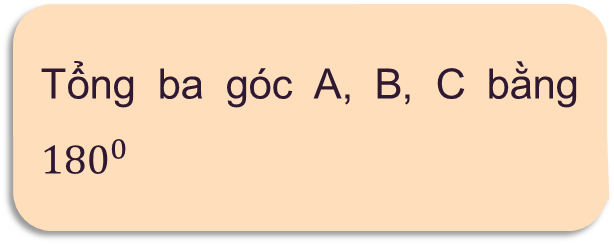 Tổng ba góc A, B, C bằng
180⁰